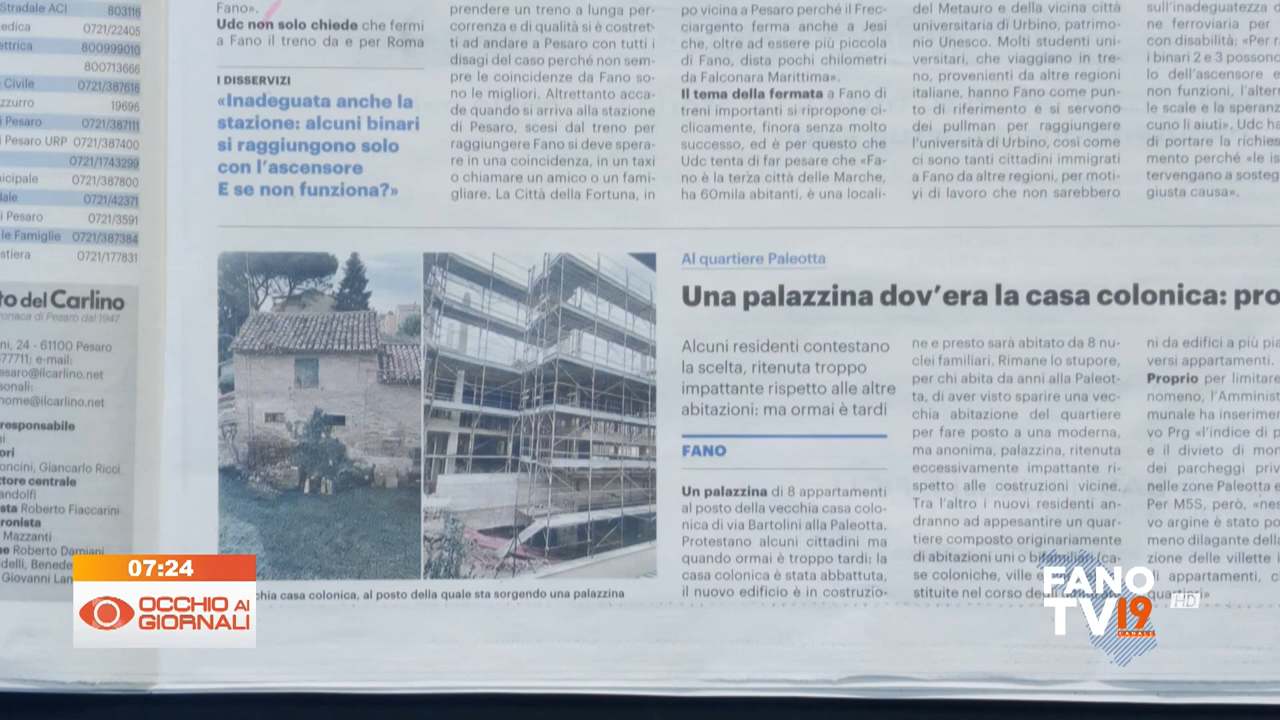 Stradale ACI 803116
edica 0721/22405
ettrica 800999010
800713666
Civile 0721/387616
zzurro 19696
Pesaro 0721/387111
i Pesaro URP 0721/387400
0721/1743299
nicipale 0721/387800
dale 0721/42371
i Pesaro 0721/3591
le Famiglie 0721/387384
stiera 0721/177831
to del Carlino
ronaca di Pesaro dal 1947
ni, 24 - 61100 Pesaro
77711; e-mail:
esaro@ilcarlino.net
sonali:
nome@ilcarlino.net
responsabile
ori
oncini, Giancarlo Ricci
ttore centrale
andolfi
sta Roberto Fiaccarini
ronista
Mazzanti
e Roberto Damiani,
delli, Benede
Giovanni Lan
Fano».
Udc non solo chiede che fermi
a Fano il treno da e per Roma
I DISSERVIZI
«Inadeguata anche la
stazione: alcuni binari
si raggiungono solo
con l'ascensore
E se non funziona?»
prendere un treno a lunga per-
correnza e di qualità si è costret-
ti ad andare a Pesaro con tutti i
disagi del caso perché non sem-
pre le coincidenze da Fano so-
no le migliori. Altrettanto acca-
de quando si arriva alla stazione
di Pesaro, scesi dal treno per
raggiungere Fano si deve spera-
re in una coincidenza, in un taxi
o chiamare un amico o un fami-
gliare. La Città della Fortuna, in
po vicina a Pesaro perché il Frec-
ciargento ferma anche a Jesi
che, oltre ad essere più piccola
di Fano, dista pochi chilometri
da Falconara Marittima».
Il tema della fermata a Fano di
treni importanti si ripropone ci-
clicamente, finora senza molto
successo, ed è per questo che
Udc tenta di far pesare che «Fa-
no è la terza città delle Marche,
ha 60mila abitanti, è una locali-
del Metauro e della vicina città
universitaria di Urbino, patrimo-
nio Unesco. Molti studenti uni-
versitari, che viaggiano in tre-
no, provenienti da altre regioni
italiane, hanno Fano come pun-
to di riferimento e si servono
dei pullman per raggiungere
l'università di Urbino, così come
ci sono tanti cittadini immigrati
a Fano da altre regioni, per moti-
vi di lavoro che non sarebbero
sull'inadeguatezza d
ne ferroviaria per
con disabilità: «Per r
i binari 2 e 3 possono
lo dell'ascensore e
non funzioni, l'altern
le scale e la speranz
cuno li aiuti». Udc ha
di portare la richies
mento perché «le is
tervengano a sosteg
giusta causa».
Al quartiere Paleotta
Una palazzina dov'era la casa colonica: pro
Alcuni residenti contestano
la scelta, ritenuta troppo
impattante rispetto alle altre
abitazioni: ma ormai è tardi
FANO
Un palazzina di 8 appartamenti
al posto della vecchia casa colo-
nica di via Bartolini alla Paleotta.
Protestano alcuni cittadini ma
quando ormai è troppo tardi: la
casa colonica è stata abbattuta,
il nuovo edificio è in costruzio-
ne e presto sarà abitato da 8 nu-
clei familiari. Rimane lo stupore,
per chi abita da anni alla Paleot-
ta, di aver visto sparire una vec-
chia abitazione del quartiere
per fare posto a una moderna,
ma anonima, palazzina, ritenuta
eccessivamente impattante ri-
spetto alle costruzioni vicine.
Tra l'altro i nuovi residenti an-
dranno ad appesantire un quar-
tiere composto originariamente
di abitazioni uni o bifamiliari (ca-
se coloniche, ville
stituite nel corso de
ni da edifici a più pia
versi appartamenti.
Proprio per limitare
nomeno, l'Amminist
munale ha inserimen
vo Prg «l'indice di p
e il divieto di mon
dei parcheggi priv
nelle zone Paleotta e
Per M5S, però, «nes
vo argine è stato po
meno dilagante della
zione delle villette
i appartamenti, c
quartieri»
chia casa colonica, al posto della quale sta sorgendo una palazzina
07:24
OCCHIO AI
GIORNALI
FANO
TV 19 HD
CANALE